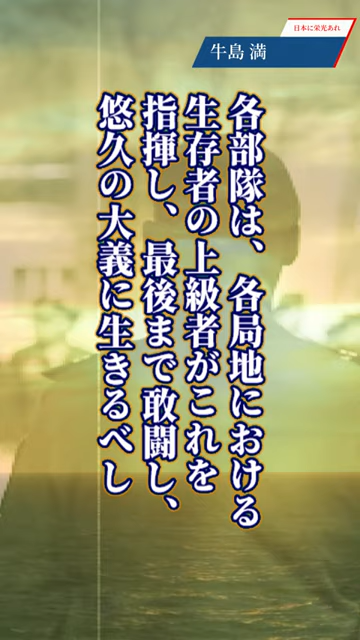 日本に栄光あれ
牛島 満
各部隊は、各局地における
生存者の上級者がこれを
指揮し、最後まで敢闘し、
悠久の大義に生きるべし